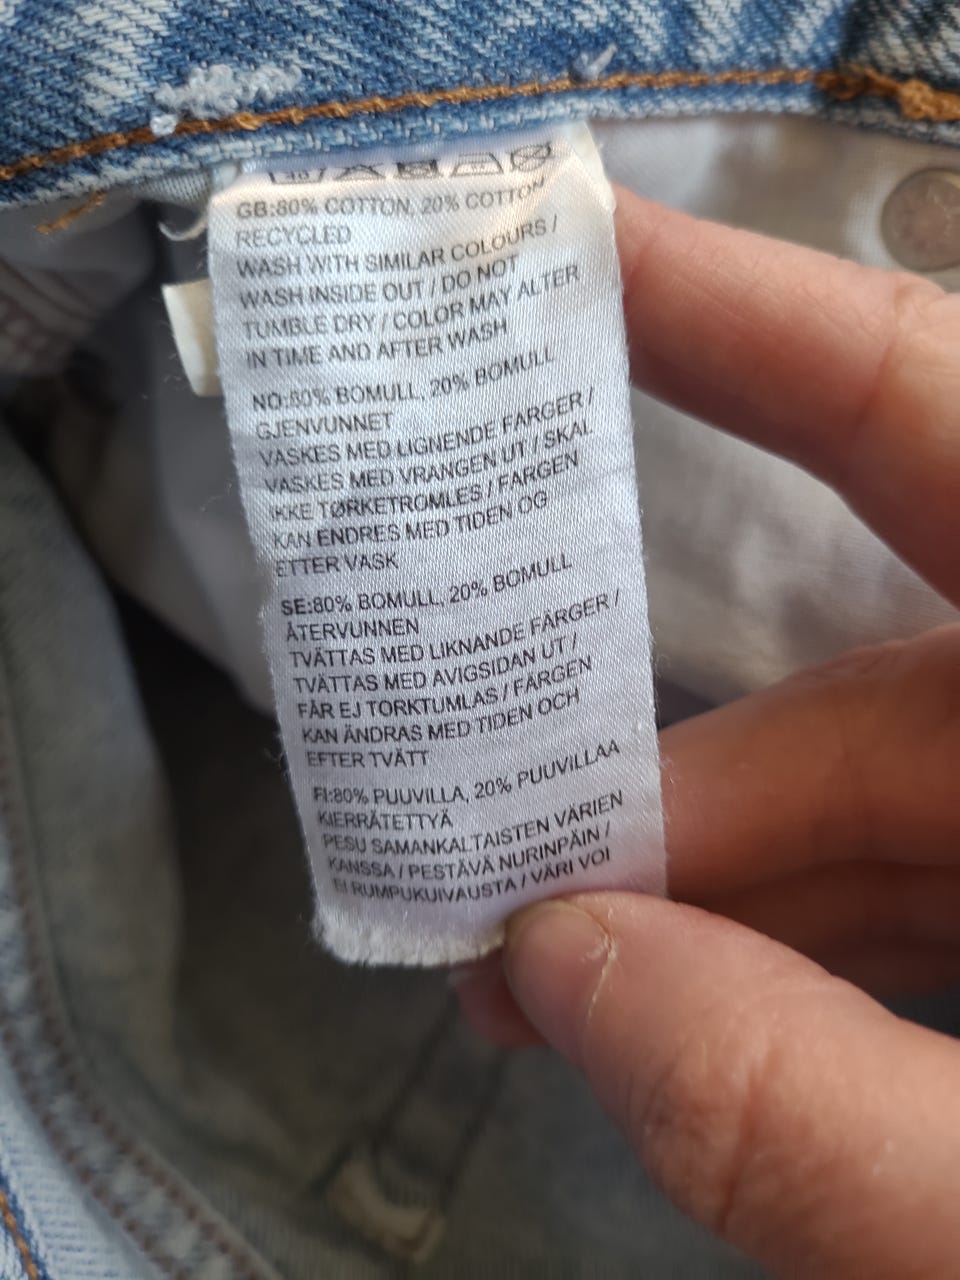 GB:80% COTTON, 20% COTTON
RECYCLED
WASH WITH SIMILAR COLOURS /
WASH INSIDE OUT / DO NOT
TUMBLE DRY / COLOR MAY ALTER
IN TIME AND AFTER WASH
NO:80% BOMULL, 20% BOMULL
GJENVUNNET
VASKES MED LIGNENDE FARGER /
VASKES MED VRANGEN UT / SKAL
IKKE TØRKETROMLES / FARGEN
KAN ENDRES MED TIDEN OG
ETTER VASK
SE:80% BOMULL, 20% BOMULL
ÅTERVUNNEN
TVÄTTAS MED LIKNANDE FÄRGER /
TVÄTTAS MED AVIGSIDAN UT /
FÅR EJ TORKTUMLAS / FÄRGEN
KAN ÄNDRAS MED TIDEN OCH
EFTER TVÄTT
FI:80% PUUVILLA, 20% PUUVILLAA
KIERRÄTETTYÄ
PESU SAMANKALTAISTEN VÄRIEN
KANSSA / PESTÄVÄ NURINPÄIN /
EI RUMPUKUIVAUSTA / VÄRI VOI